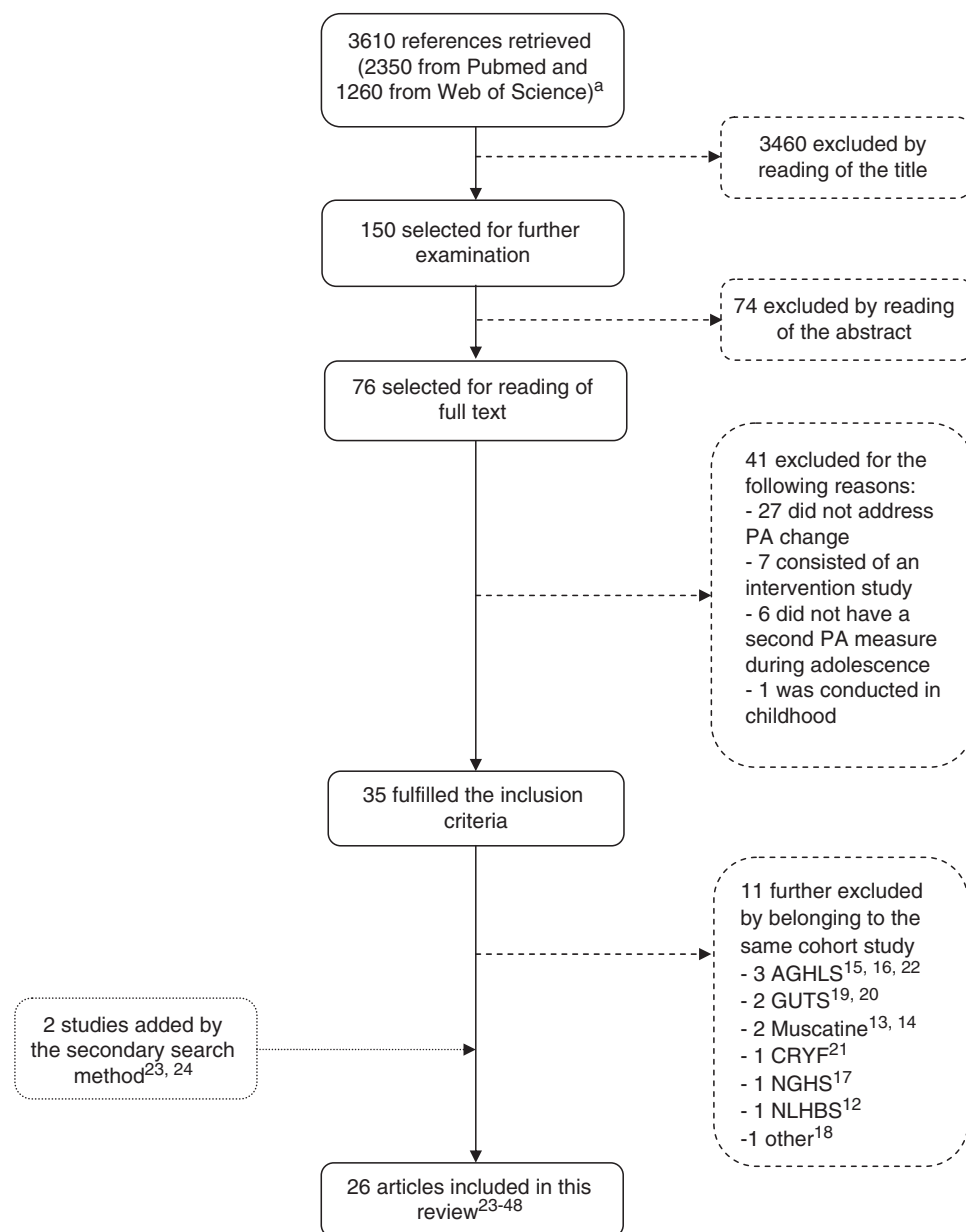 3610 references retrieved
(2350 from Pubmed and
1260 from Web of Science)a
3460 excluded by
reading of the title
150 selected for further
examination
74 excluded by reading
of the abstract
76 selected for reading of
full text
41 excluded for the
following reasons:
- 27 did not address
PA change
- 7 consisted of an
intervention study
- 6 did not have a
second PA measure
during adolescence
- 1 was conducted in
childhood
35 fulfilled the inclusion
criteria
11 further excluded
by belonging to the
same cohort study
- 3 AGHLS15, 16, 22
- 2 GUTS19, 20
- 2 Muscatine13, 14
- 1 CRYF21
- 1 NGHS17
- 1 NLHBS12
-1 other18
2 studies added by
the secondary search
method23, 24
26 articles included in this
review23-48